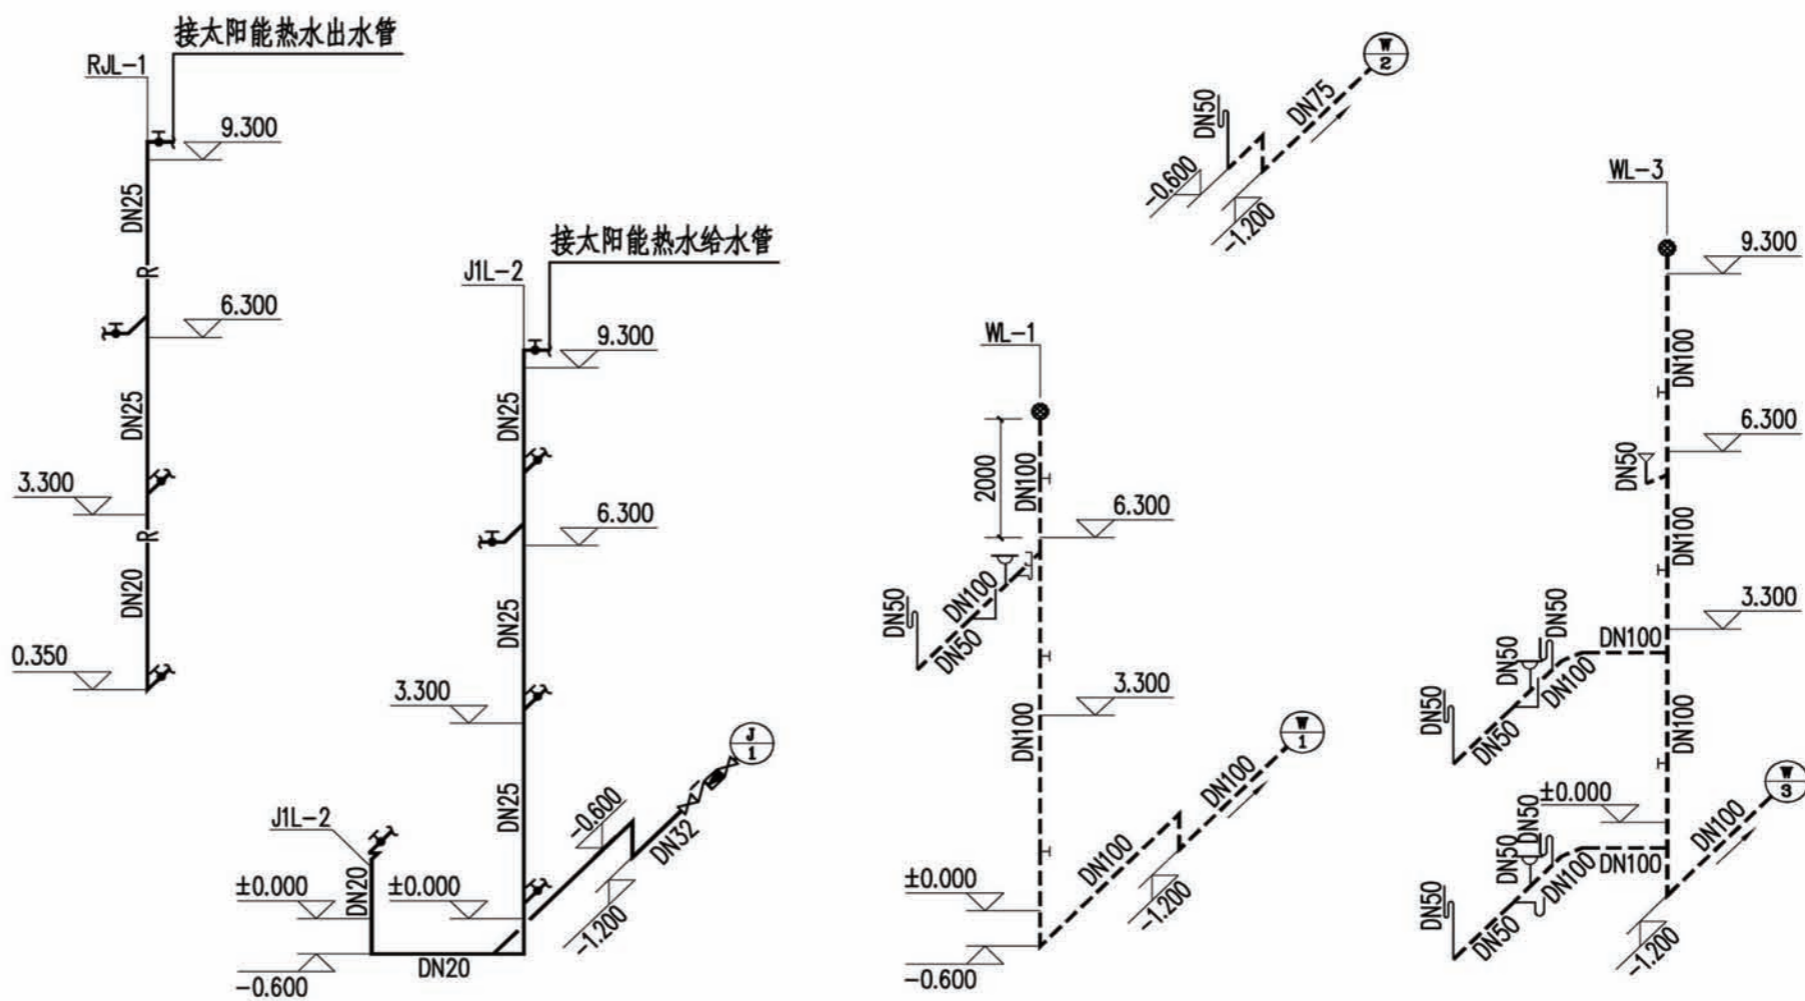 接太阳能热水出水管
RJL-1
9.300
DN25
R
6.300
DN25
3.300
R
DN20
0.350
接太阳能热水给水管
J1L-2
9.300
DN25
6.300
DN25
3.300
DN25
J
1
-0.600
DN32
J1L-2
DN20
±0.000
±0.000
-1.200
DN20
-0.600
W
2
DN75
DN50
-0.600
-1.200
WL-1
2000
DN100
6.300
DN50
DN100
DN50
3.300
DN100
W
1
DN100
DN100
±0.000
-1.200
-0.600
WL-3
9.300
DN100
6.300
DN50
DN100
3.300
DN50
DN100
DN50
DN100
DN50
DN50
DN100
W
3
±0.000
DN50
DN100
DN50
DN100
DN100
DN50
DN50
-1.200